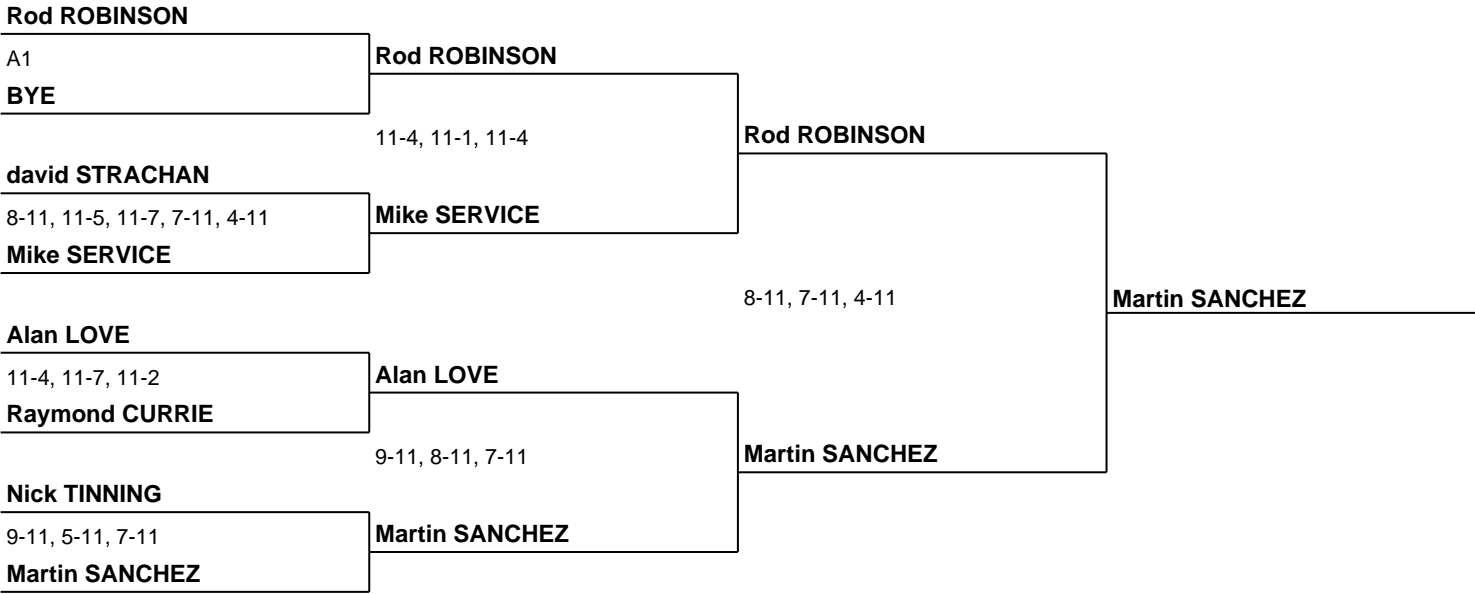 Rod ROBINSON
A1
BYE
david STRACHAN
8-11, 11-5, 11-7, 7-11, 4-11
Mike SERVICE
Alan LOVE
11-4, 11-7, 11-2
Raymond CURRIE
Nick TINNING
9-11, 5-11, 7-11
Martin SANCHEZ
Rod ROBINSON
11-4, 11-1, 11-4
Mike SERVICE
Alan LOVE
9-11, 8-11, 7-11
Martin SANCHEZ
Rod ROBINSON
8-11, 7-11, 4-11
Martin SANCHEZ
Martin SANCHEZ